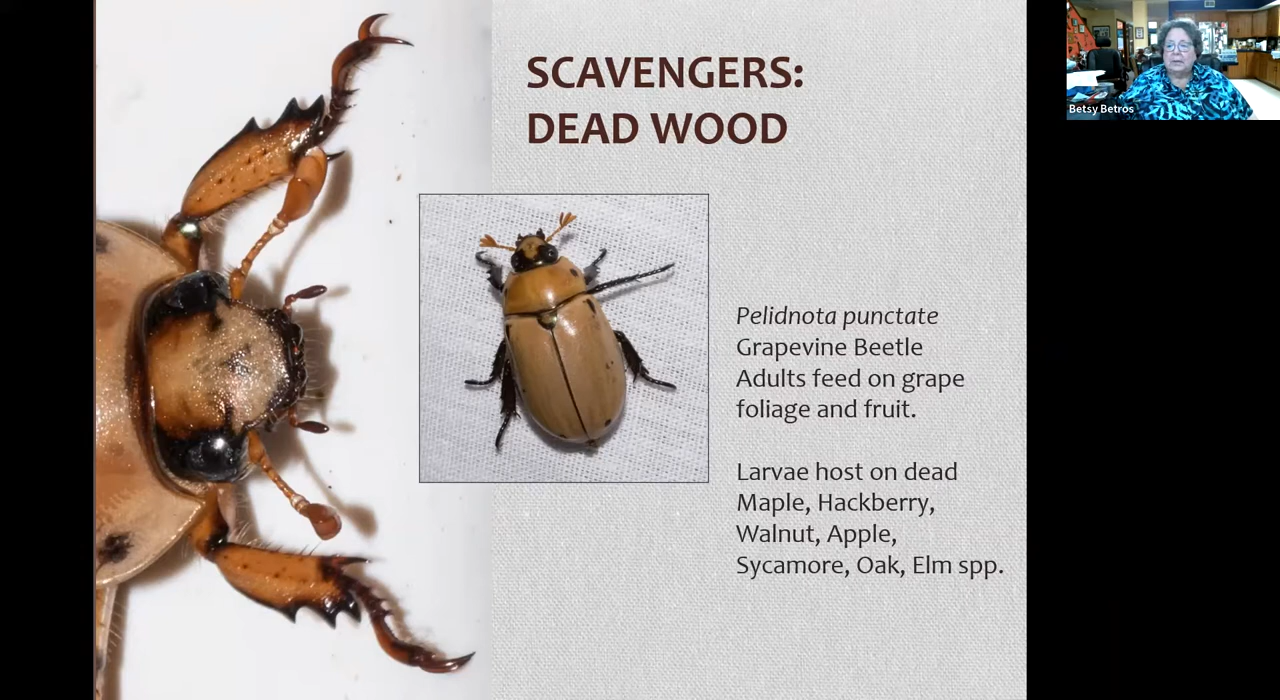 SCAVENGERS:
DEAD WOOD
Betsy Betros
Pelidnota punctate
Grapevine Beetle
Adults feed on grape
foliage and fruit.
Larvae host on dead
Maple, Hackberry,
Walnut, Apple,
Sycamore, Oak, Elm spp.